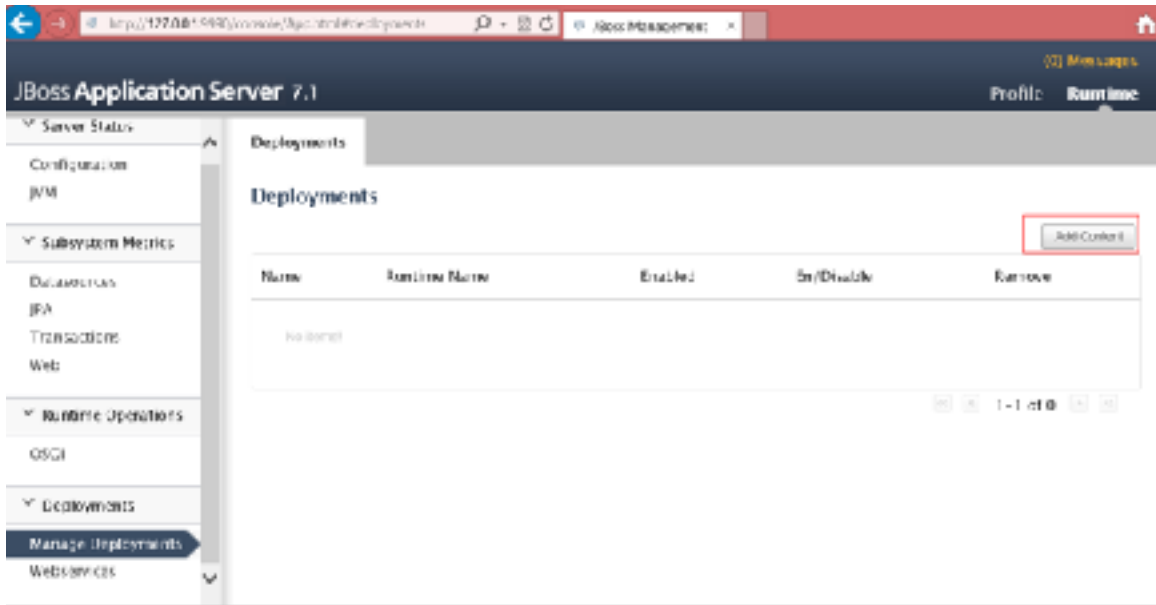 JBoss Management
(0) Messages
JBoss Application Server 7.1
Profile Runtime
Server Status
Configuration
JVM
Subsystem Metrics
Datasources
JPA
Transactions
Web
Runtime Operations
OSGi
Deployments
Manage Deployments
Webservices
Deployments
Deployments
Add Content
Name Runtime Name Enabled En/Disable Remove
No items!
1-1 of 0